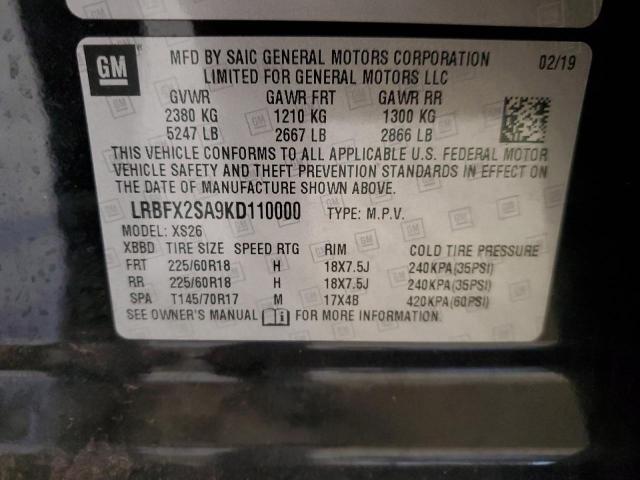 GM
MFD BY SAIC GENERAL MOTORS CORPORATION 02/19
LIMITED FOR GENERAL MOTORS LLC
GVWR GAWR FRT GAWR RR
2380 KG 1210 KG 1300 KG
5247 LB 2667 LB 2866 LB
THIS VEHICLE CONFORMS TO ALL APPLICABLE U.S. FEDERAL MOTOR
VEHICLE SAFETY AND THEFT PREVENTION STANDARDS IN EFFECT ON
THE DATE OF MANUFACTURE SHOWN ABOVE.
LRBFX2SA9KD110000 TYPE: M.P.V.
MODEL: XS26
XBBD TIRE SIZE SPEED RTG RIM COLD TIRE PRESSURE
FRT 225/60R18 H 18X7.5J 240KPA(35PSI)
RR 225/60R18 H 18X7.5J 240KPA(35PSI)
SPA T145/70R17 M 17X4B 420KPA(60PSI)
SEE OWNER'S MANUAL FOR MORE INFORMATION.